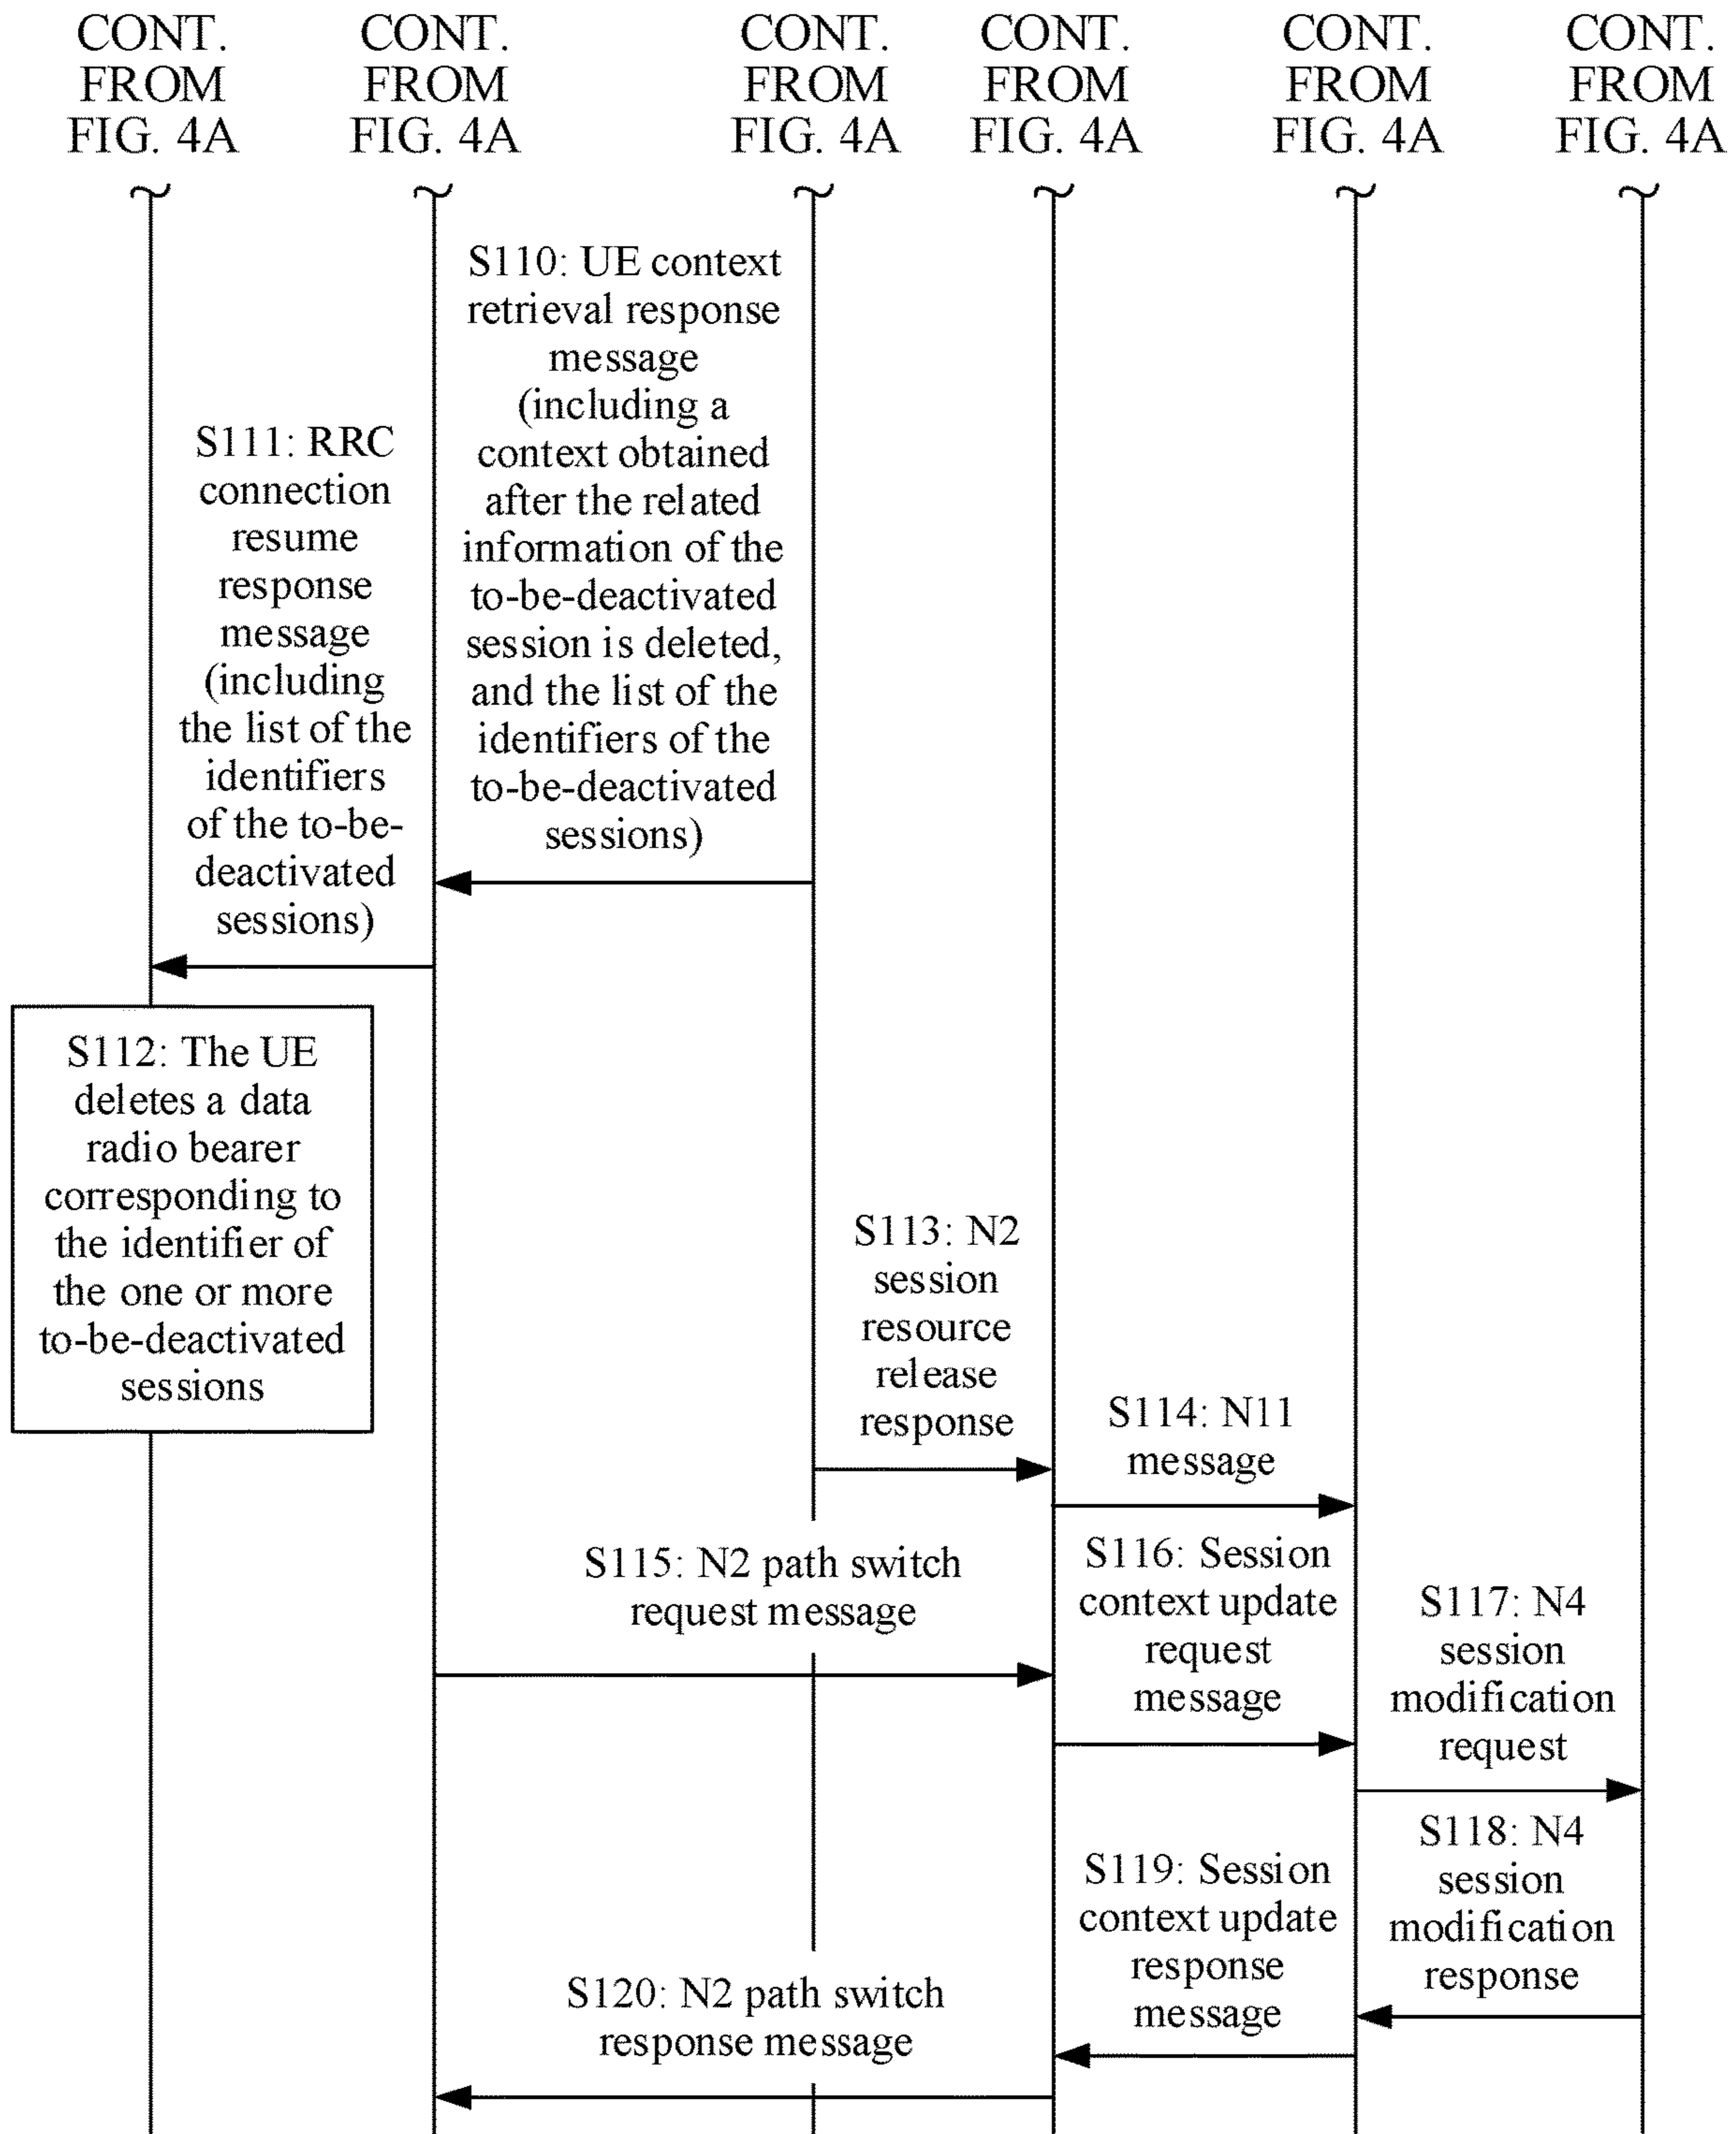 CONT.
FROM
FIG. 4A
CONT.
FROM
FIG. 4A
CONT.
FROM
FIG. 4A
CONT.
FROM
FIG. 4A
CONT.
FROM
FIG. 4A
CONT.
FROM
FIG. 4A
S110: UE context
retrieval response
message
(including a
context obtained
after the related
information of the
to-be-deactivated
session is deleted,
and the list of the
identifiers of the
to-be-deactivated
sessions)
S111: RRC
connection
resume
response
message
(including
the list of the
identifiers
of the to-be-
deactivated
sessions)
S112: The UE
deletes a data
radio bearer
corresponding to
the identifier of
the one or more
to-be-deactivated
sessions
S113: N2
session
resource
release
response
S114: N11
message
S115: N2 path switch
request message
S116: Session
context update
request
message
S117: N4
session
modification
request
S118: N4
session
modification
response
S119: Session
context update
response
message
S120: N2 path switch
response message